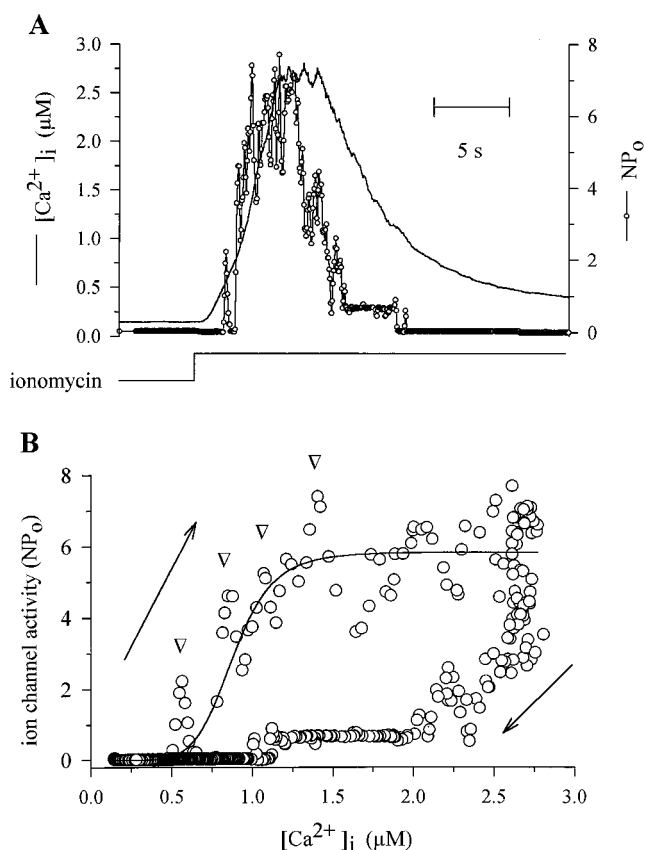 A
3.0
2.5
2.0
1.5
1.0
0.5
0.0
[Ca2+]i (µM)
5 s
8
6
4
2
0
NPo
ionomycin
B
8
6
4
2
0
ion channel activity (NPo)
0.0 0.5 1.0 1.5 2.0 2.5 3.0
[Ca2+]i (µM)